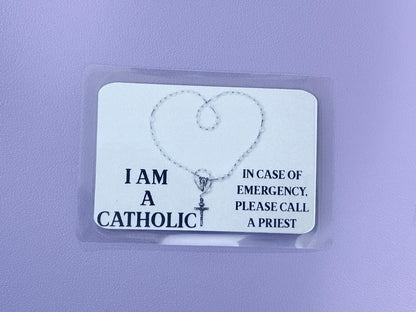 I AM
A
CATHOLIC
IN CASE OF
EMERGENCY,
PLEASE CALL
A PRIEST